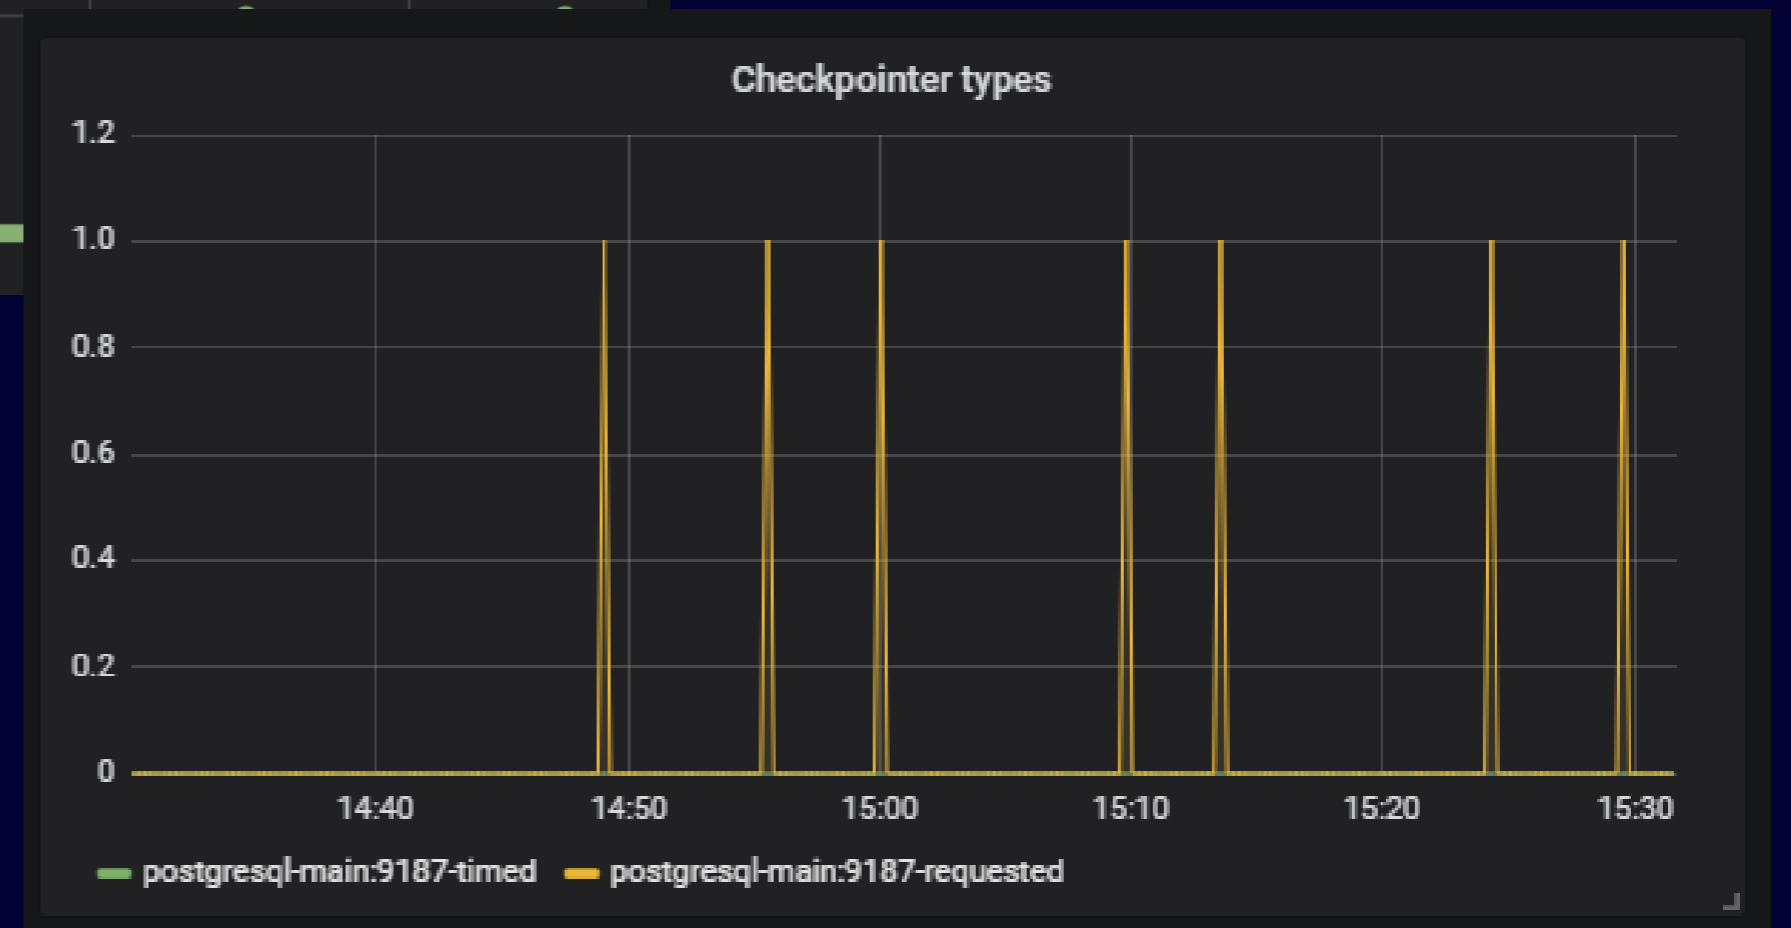 Checkpointer types
1.2
1.0
0.8
0.6
0.4
0.2
0
14:40 14:50 15:00 15:10 15:20 15:30
postgresql-main:9187-timed postgresql-main:9187-requested